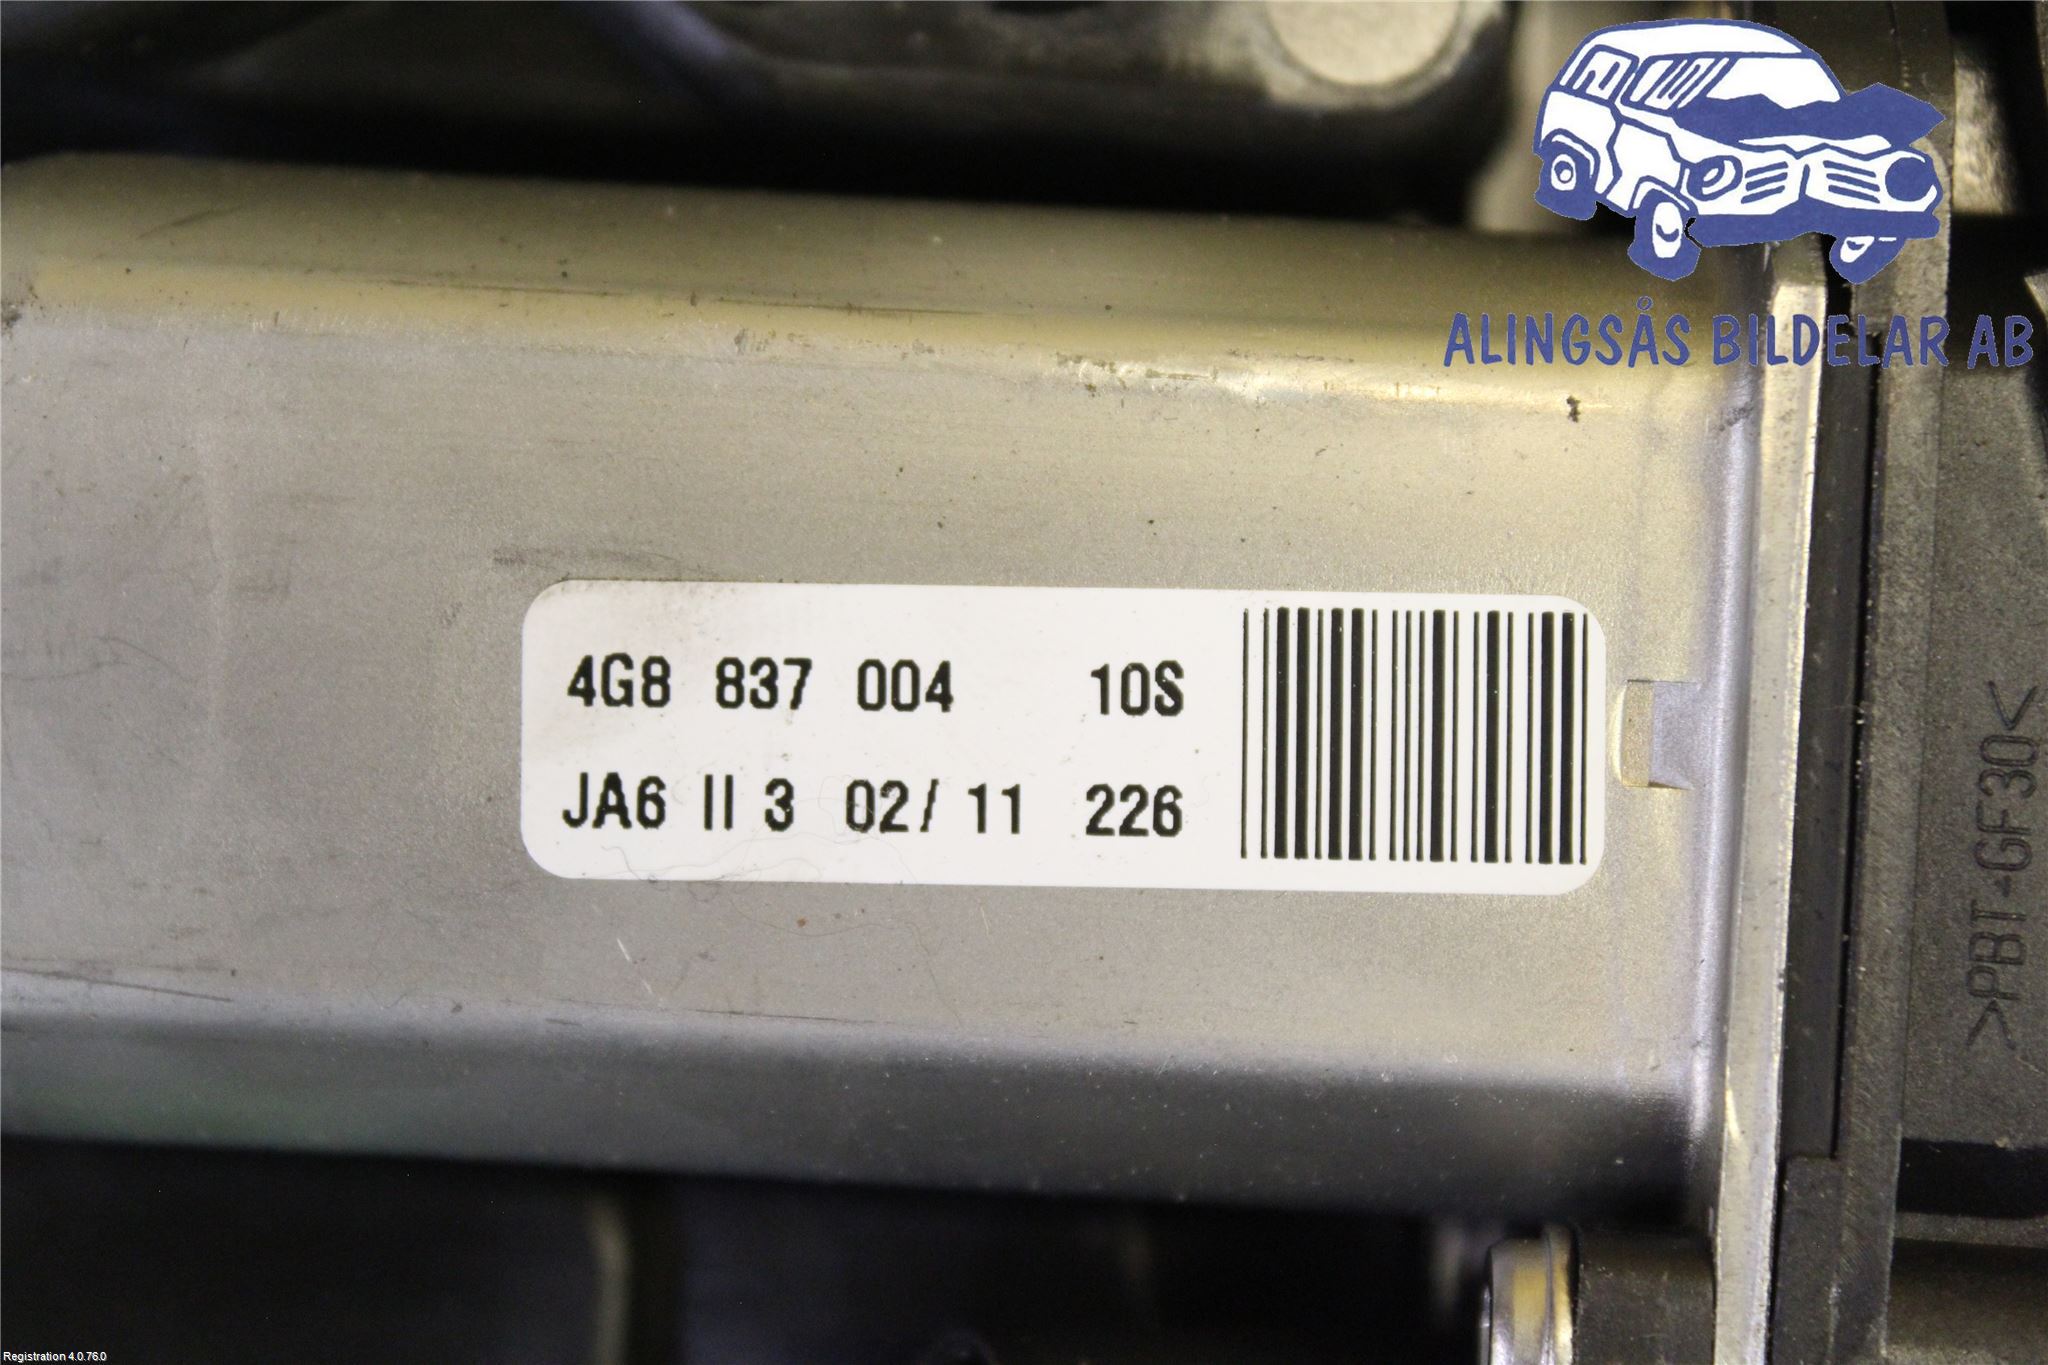 ALINGSÅS BILDELAR AB
4G8 837 004 10S
JA6 II 3 02/ 11 226
>PBT-GF30<
Registration 4.0.76.0